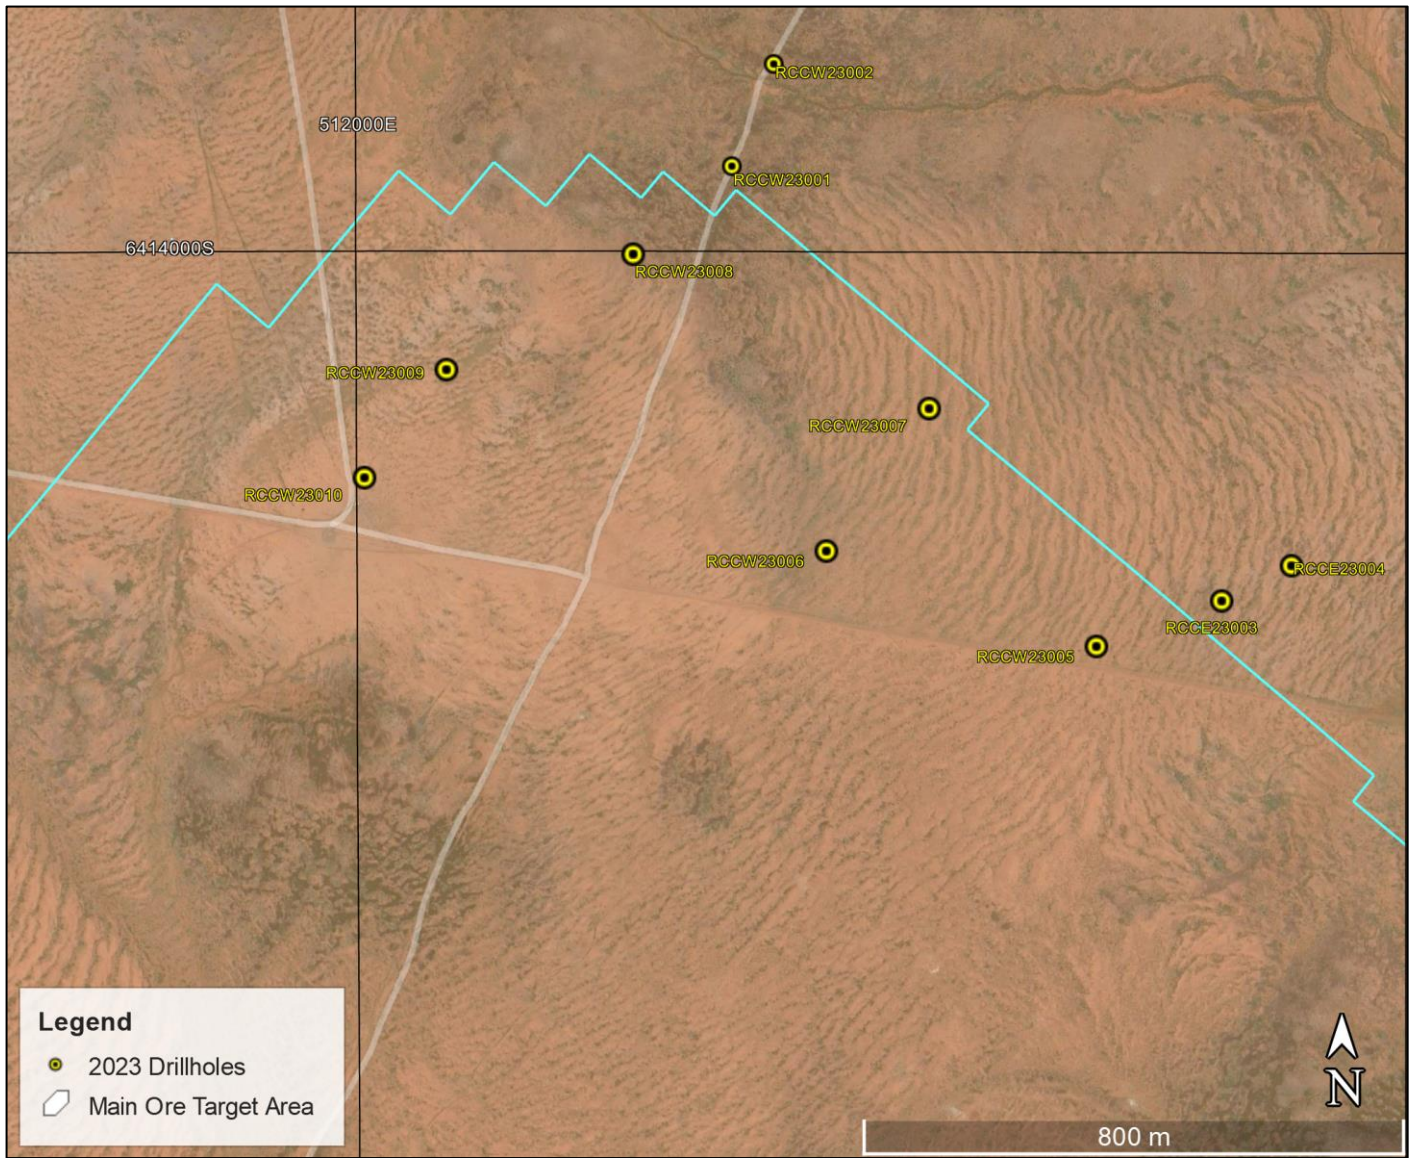 RCCW23002
512000E
RCCW23001
6414000S
RCCW23008
RCCW23009
RCCW23007
RCCW23010
RCCW23006
RCCE23004
RCCE23003
RCCW23005
Legend
2023 Drillholes
Main Ore Target Area
N
800 m